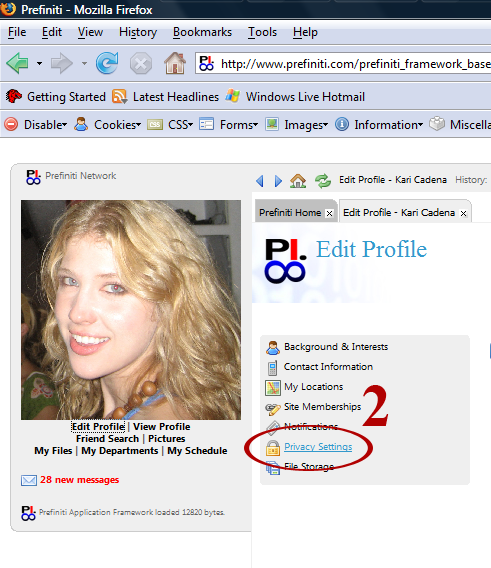 Prefiniti - Mozilla Firefox
File Edit View History Bookmarks Tools Help
http://www.prefiniti.com/prefiniti_framework_base
Getting Started Latest Headlines Windows Live Hotmail
Disable Cookies CSS Forms Images Information Miscella
PI. Prefiniti Network
Edit Profile - Kari Cadena History:
Prefiniti Home x Edit Profile - Kari Cadena x
PI. Edit Profile
Background & Interests
Contact Information
My Locations
Site Memberships
2
Notifications
Privacy Settings
File Storage
Edit Profile | View Profile
Friend Search | Pictures
My Files | My Departments | My Schedule
28 new messages
PI. Prefiniti Application Framework loaded 12820 bytes.